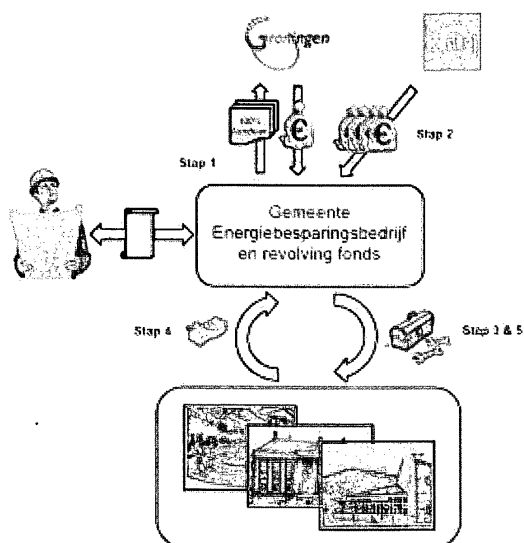 Groningen
Stap 1
€
€
Stap 2
Gemeente
Energiebesparingsbedrijf
en revolving fonds
Stap 4
Stap 3 & 5